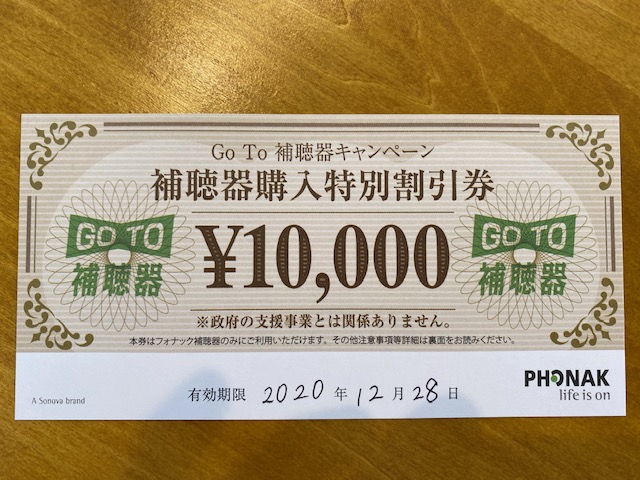 Go To 補聴器キャンペーン
補聴器購入特別割引券
GO TO
補聴器
¥10,000
GO TO
補聴器
※政府の支援事業とは関係ありません。
本券はフォナック補聴器のみにご利用いただけます。その他注意事項等詳細は裏面をお読みください。
A Sonova brand
有効期限 2020 年 12 月 28 日
PHONAK
life is on